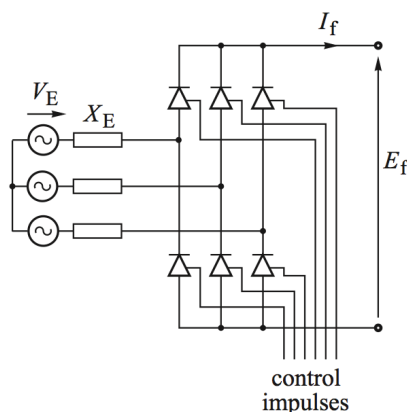 I_f
V_E
X_E
E_f
control
impulses